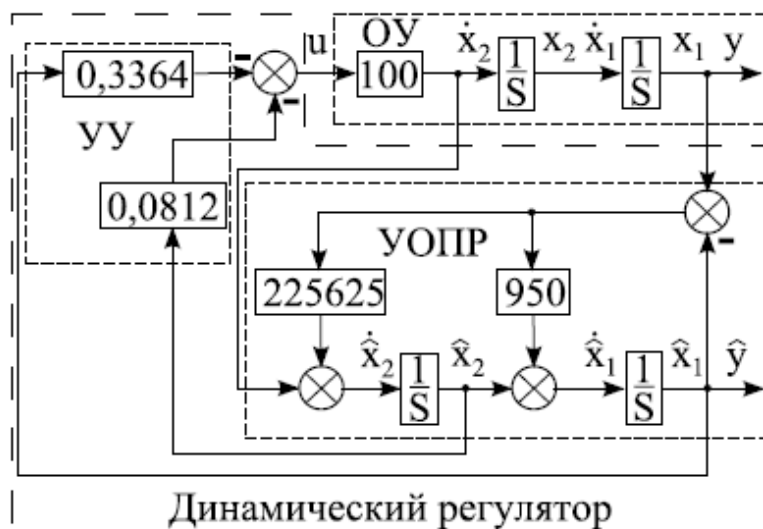 ОУ
u
ẋ₂ x₂ ẋ₁ x₁ y
0,3364
100
1/S
1/S
УУ
0,0812
УОПР
225625
950
x̂̇₂ x̂₂ x̂̇₁ x̂₁ ŷ
1/S
1/S
Динамический регулятор